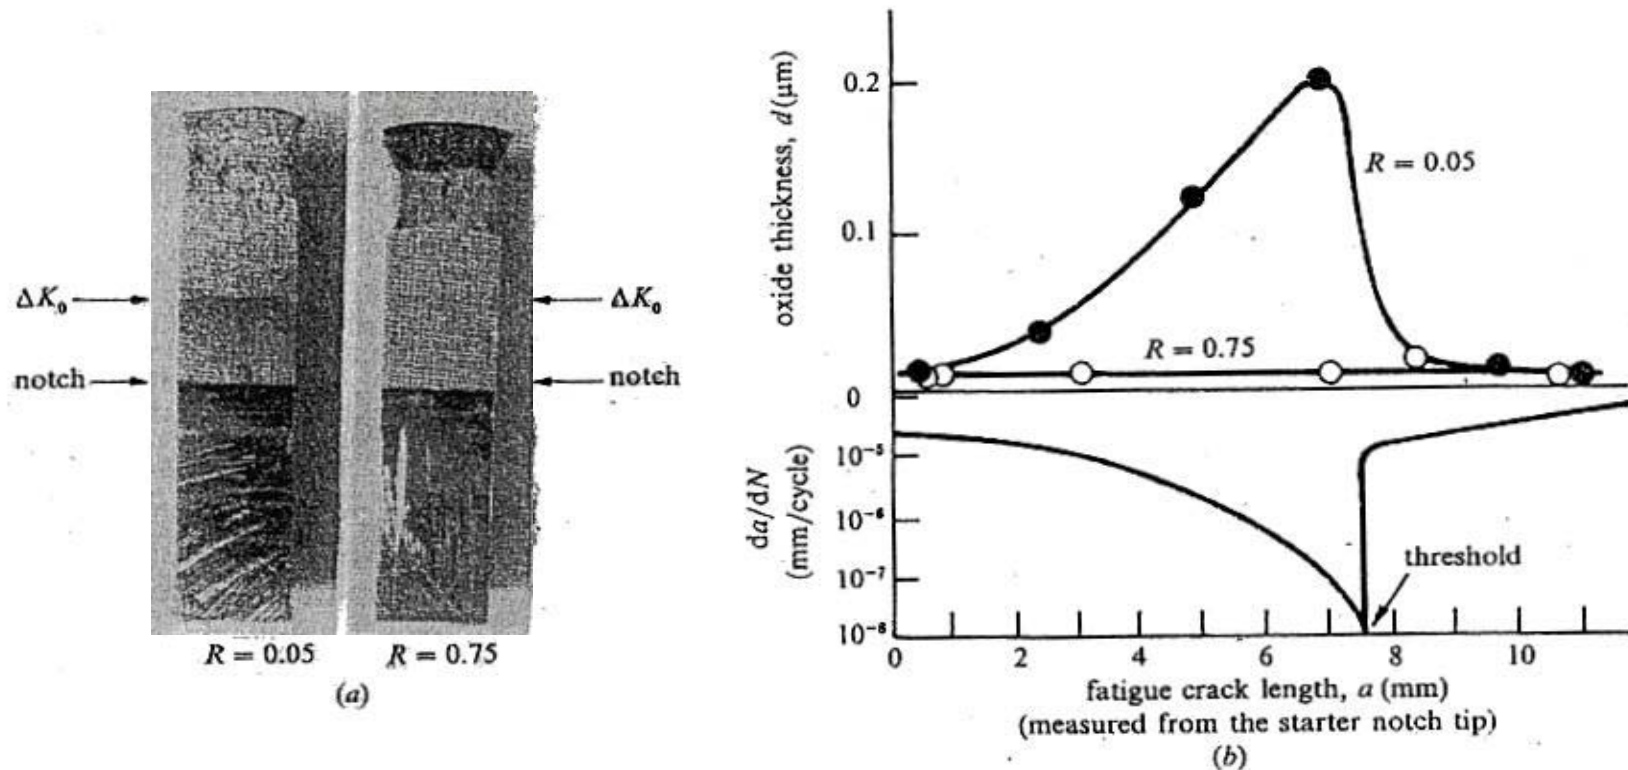 ΔK₀
notch
ΔK₀
notch
R = 0.05
R = 0.75
(a)
oxide thickness, d (μm)
0.2
0.1
0
R = 0.05
R = 0.75
da/dN
(mm/cycle)
10⁻⁵
10⁻⁶
10⁻⁷
10⁻⁸
threshold
0
2
4
6
8
10
fatigue crack length, a (mm)
(measured from the starter notch tip)
(b)